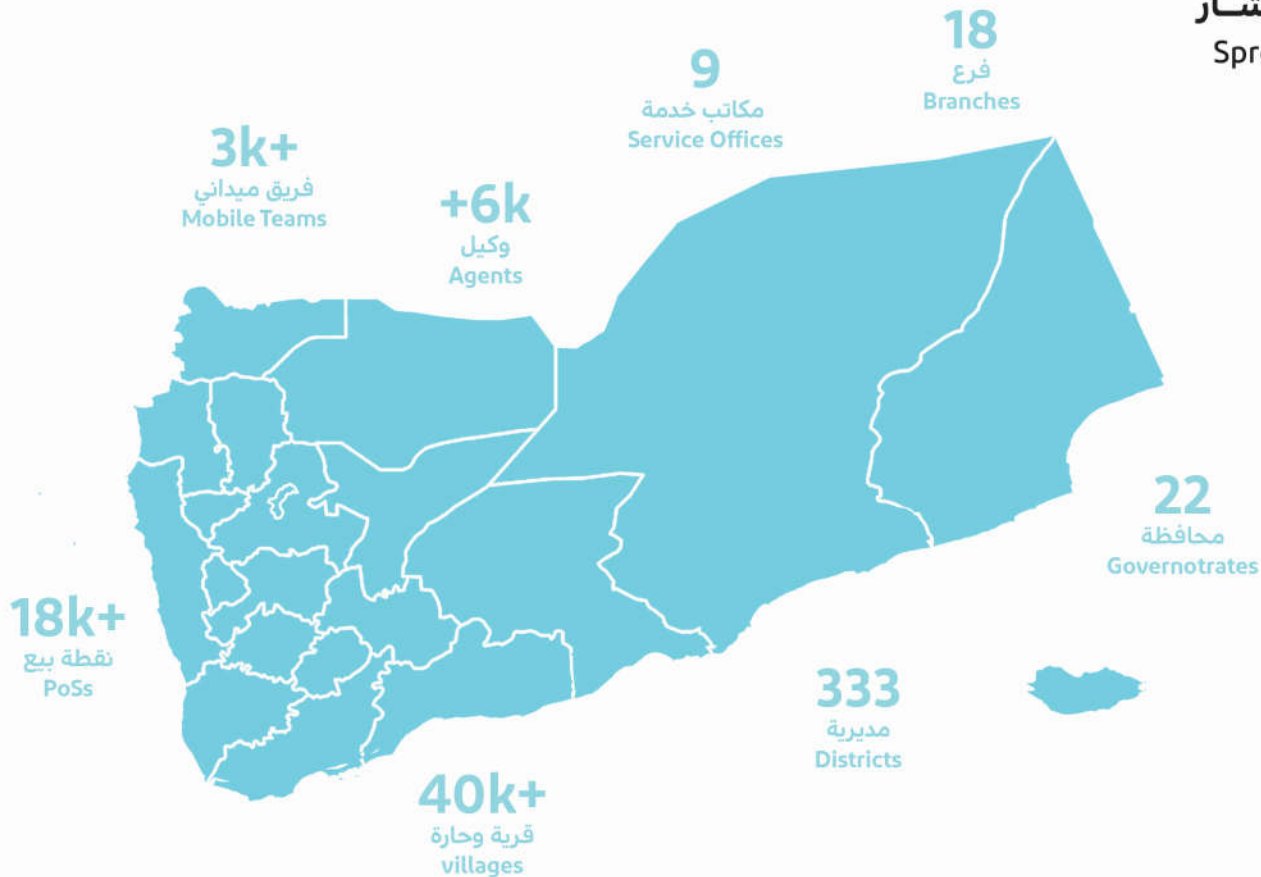 18
فرع
Branches
9
مكاتب خدمة
Service Offices
3k+
فريق ميداني
Mobile Teams
+6k
وكيل
Agents
22
محافظة
Governotrates
18k+
نقطة بيع
PoSs
333
مديرية
Districts
40k+
قرية وحارة
villages